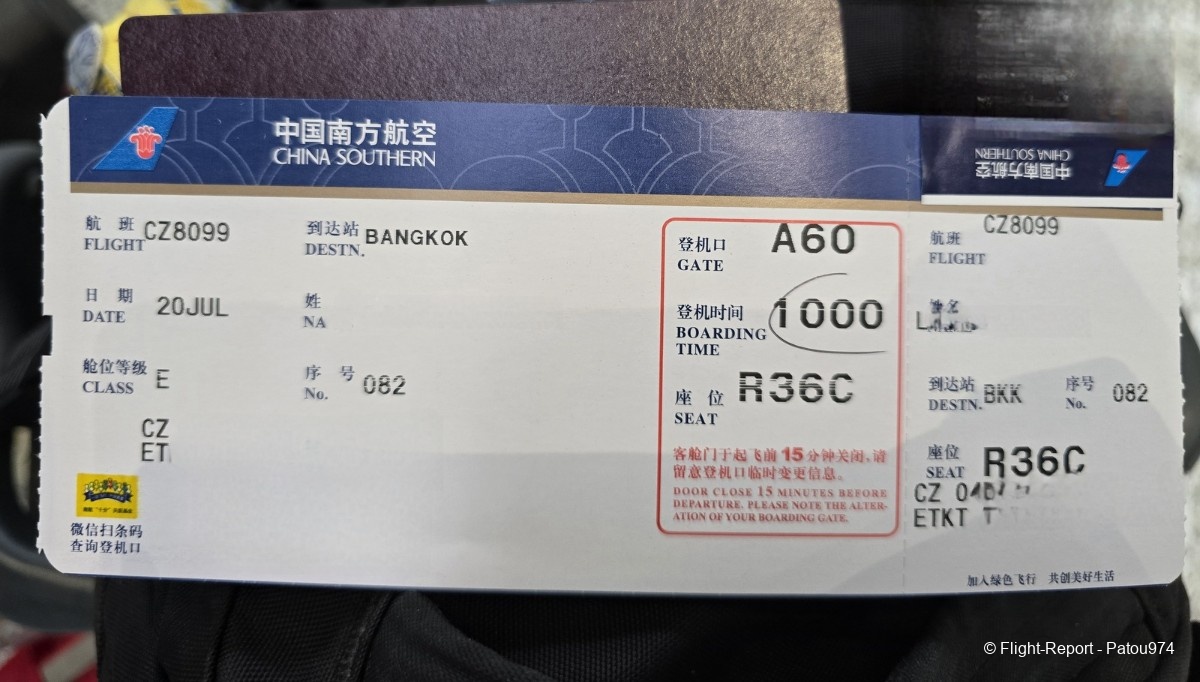 中国南方航空
CHINA SOUTHERN
中国南方航空
CHINA SOUTHERN
航 班 CZ8099
FLIGHT
到达站 BANGKOK
DESTN.
日 期 20JUL
DATE
姓
NA
舱位等级 E
CLASS
序 号 082
No.
CZ
ET
微信扫条码
查询登机口
登机口 A60
GATE
登机时间 1000
BOARDING
TIME
座 位 R36C
SEAT
客舱门于起飞前15分钟关闭,请
留意登机口临时变更信息。
DOOR CLOSE 15 MINUTES BEFORE
DEPARTURE. PLEASE NOTE THE ALTER-
ATION OF YOUR BOARDING GATE.
航班 CZ8099
FLIGHT
到达站 BKK
DESTN.
序号 082
No.
座位 R36C
SEAT
CZ
ETKT
加入绿色飞行 共创美好生活
© Flight-Report - Patou974